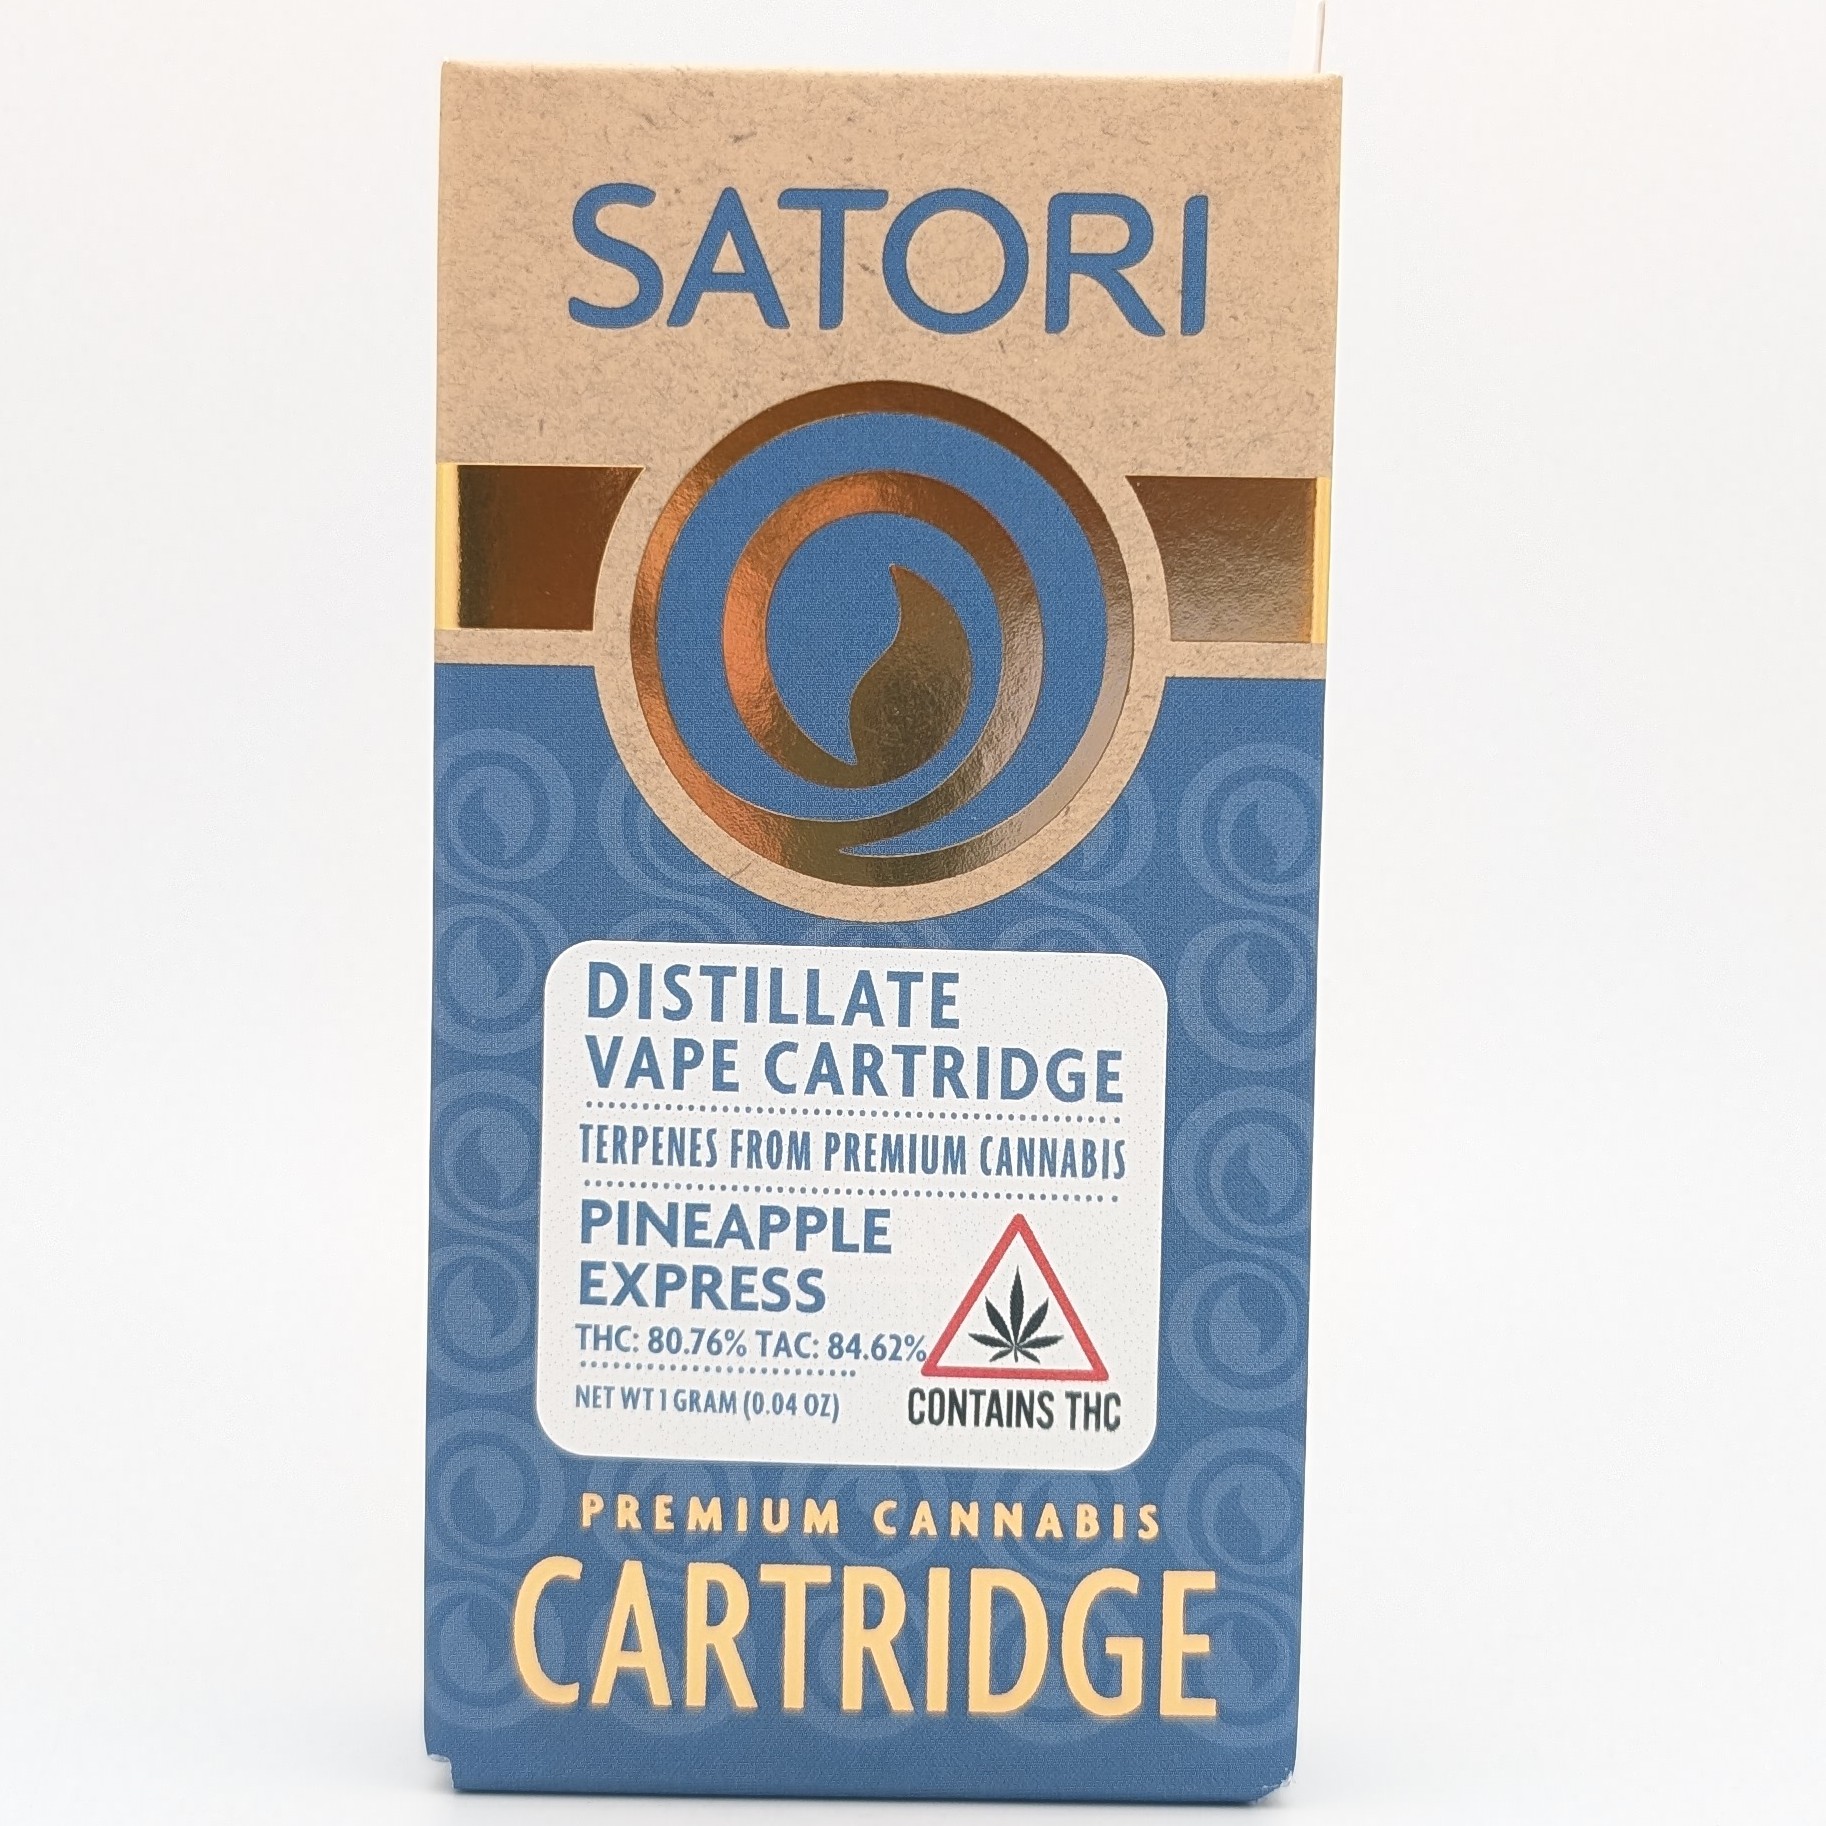 SATORI
DISTILLATE
VAPE CARTRIDGE
TERPENES FROM PREMIUM CANNABIS
PINEAPPLE
EXPRESS
THC: 80.76% TAC: 84.62%
NET WT 1 GRAM (0.04 OZ)
CONTAINS THC
PREMIUM CANNABIS
CARTRIDGE